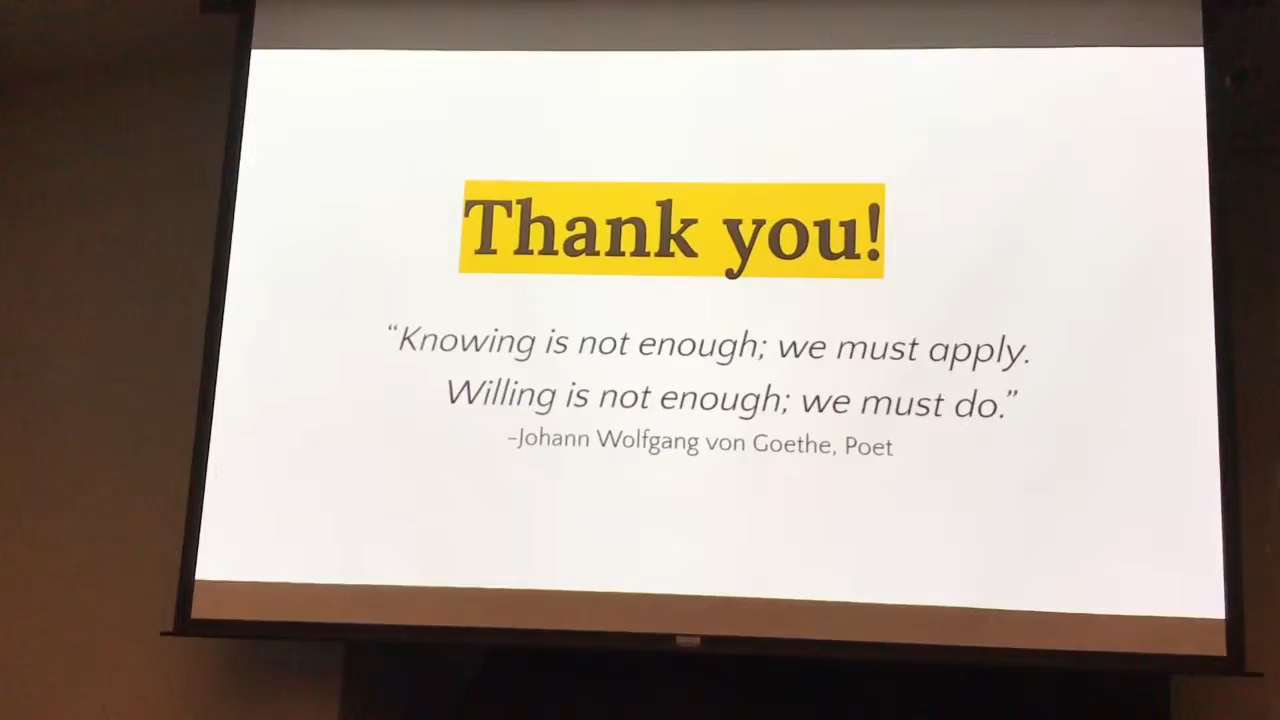 Thank you!
“Knowing is not enough; we must apply.
Willing is not enough; we must do.”
–Johann Wolfgang von Goethe, Poet